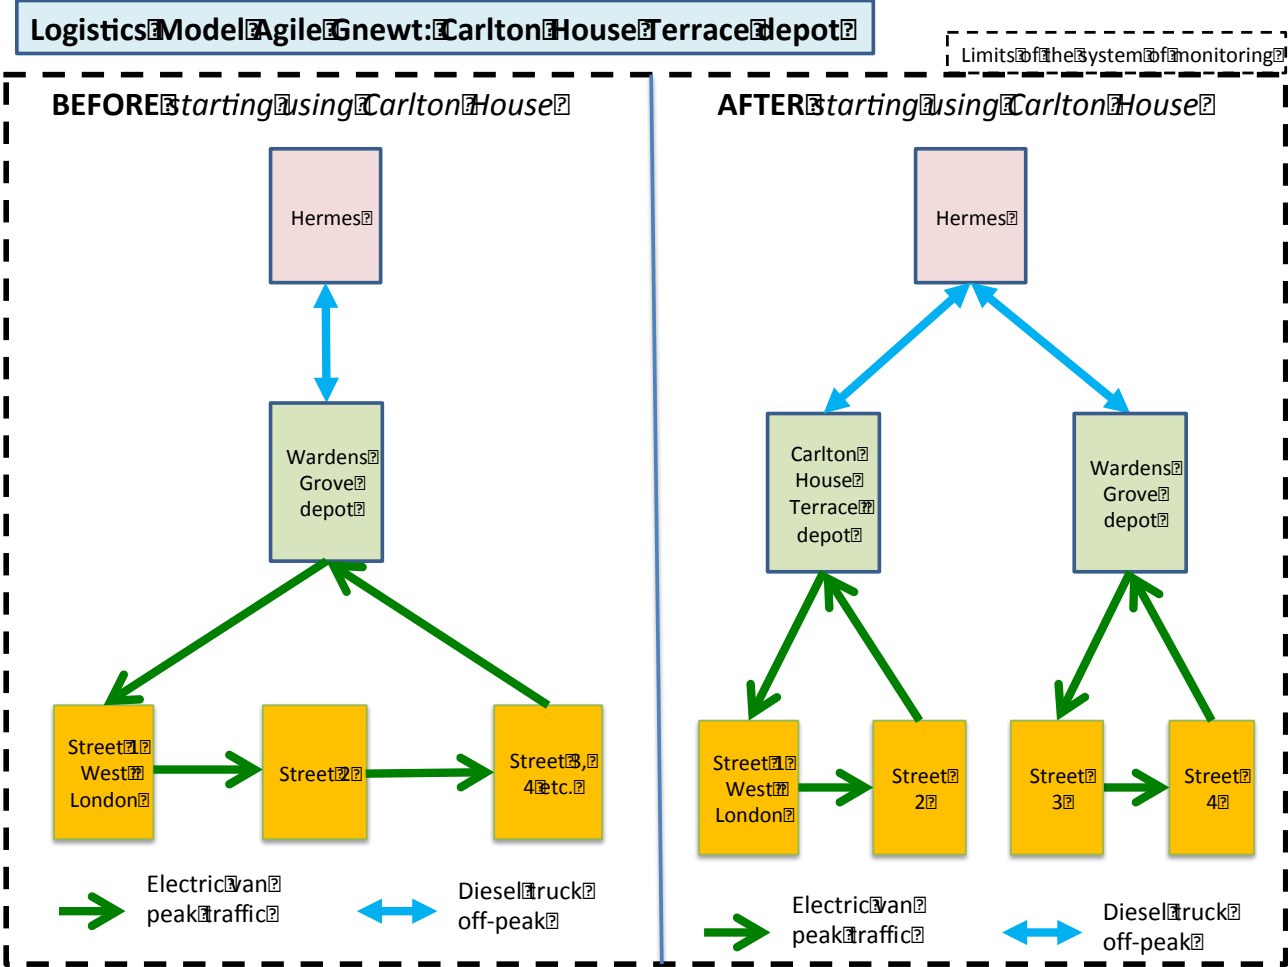 Logistics Model Agile Gnewt: Carlton House Terrace depot
Limits of the system of monitoring
BEFORE starting using Carlton House
Hermes
Wardens
Grove
depot
Street 1
West
London
Street 2
Street 3,
4 etc.
Electric van
peak traffic
Diesel truck
off-peak
AFTER starting using Carlton House
Hermes
Carlton
House
Terrace
depot
Wardens
Grove
depot
Street 1
West
London
Street
2
Street
3
Street
4
Electric van
peak traffic
Diesel truck
off-peak